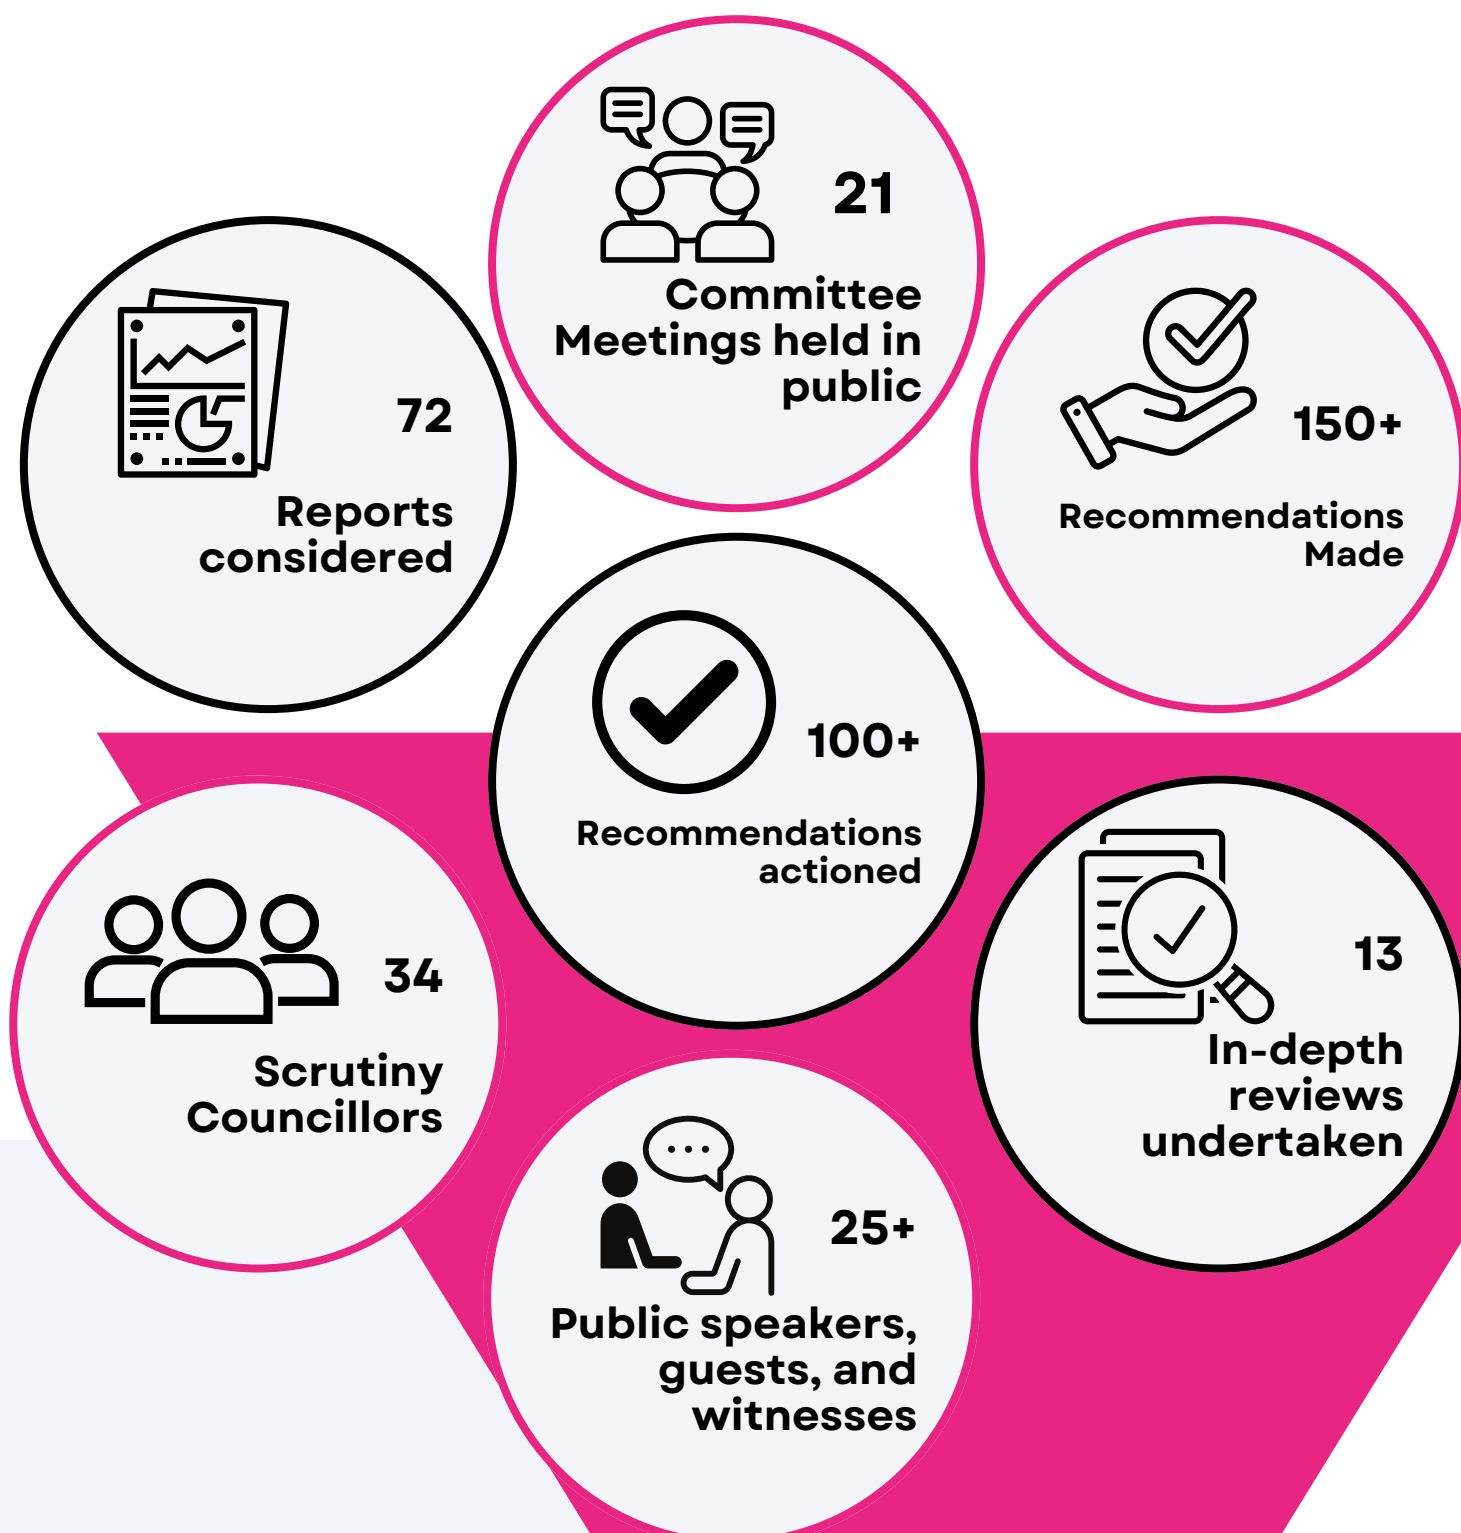 21
Committee
Meetings held in
public
72
Reports
considered
150+
Recommendations
Made
100+
Recommendations
actioned
34
Scrutiny
Councillors
13
In-depth
reviews
undertaken
25+
Public speakers,
guests, and
witnesses